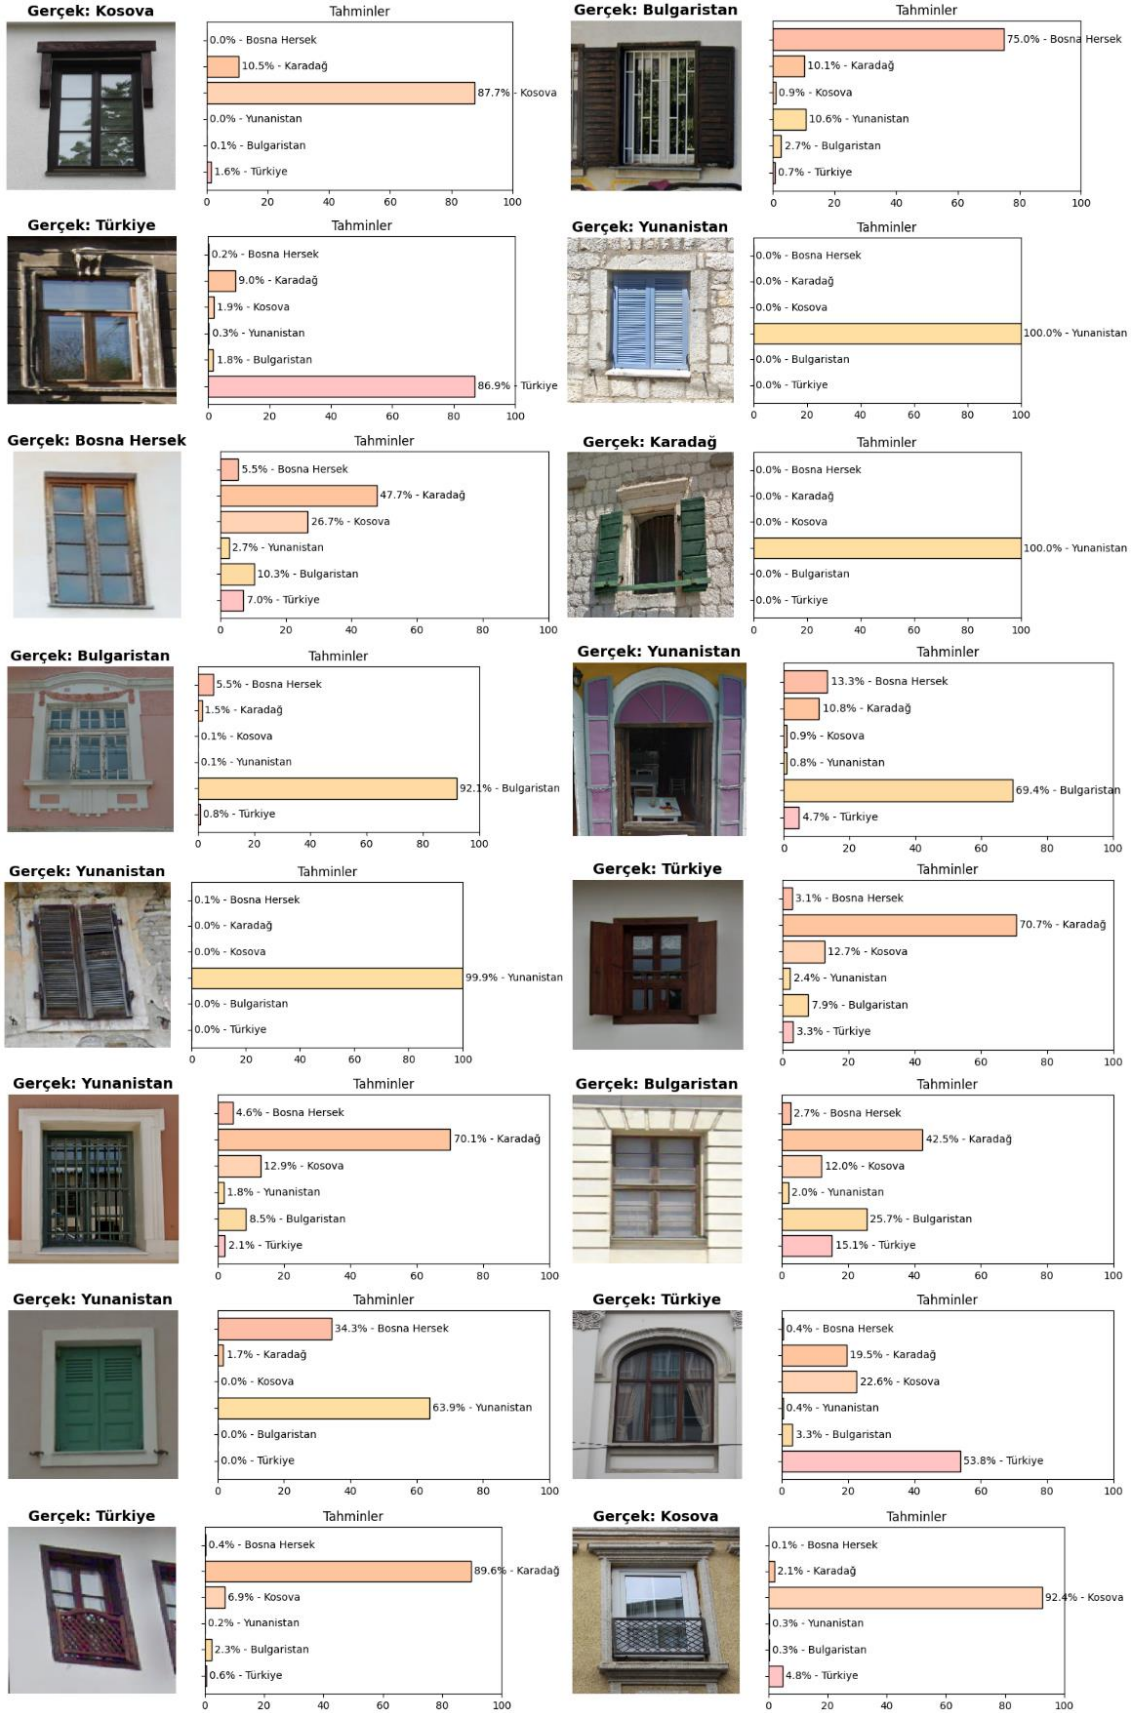 Gerçek: Kosova
Tahminler
0.0% - Bosna Hersek
10.5% - Karadağ
87.7% - Kosova
0.0% - Yunanistan
0.1% - Bulgaristan
1.6% - Türkiye
0 20 40 60 80 100
Gerçek: Bulgaristan
Tahminler
75.0% - Bosna Hersek
10.1% - Karadağ
0.9% - Kosova
10.6% - Yunanistan
2.7% - Bulgaristan
0.7% - Türkiye
0 20 40 60 80 100
Gerçek: Türkiye
Tahminler
0.2% - Bosna Hersek
9.0% - Karadağ
1.9% - Kosova
0.3% - Yunanistan
1.8% - Bulgaristan
86.9% - Türkiye
0 20 40 60 80 100
Gerçek: Yunanistan
Tahminler
0.0% - Bosna Hersek
0.0% - Karadağ
0.0% - Kosova
100.0% - Yunanistan
0.0% - Bulgaristan
0.0% - Türkiye
0 20 40 60 80 100
Gerçek: Bosna Hersek
Tahminler
5.5% - Bosna Hersek
47.7% - Karadağ
26.7% - Kosova
2.7% - Yunanistan
10.3% - Bulgaristan
7.0% - Türkiye
0 20 40 60 80 100
Gerçek: Karadağ
Tahminler
0.0% - Bosna Hersek
0.0% - Karadağ
0.0% - Kosova
100.0% - Yunanistan
0.0% - Bulgaristan
0.0% - Türkiye
0 20 40 60 80 100
Gerçek: Bulgaristan
Tahminler
5.5% - Bosna Hersek
1.5% - Karadağ
0.1% - Kosova
0.1% - Yunanistan
92.1% - Bulgaristan
0.8% - Türkiye
0 20 40 60 80 100
Gerçek: Yunanistan
Tahminler
13.3% - Bosna Hersek
10.8% - Karadağ
0.9% - Kosova
0.8% - Yunanistan
69.4% - Bulgaristan
4.7% - Türkiye
0 20 40 60 80 100
Gerçek: Yunanistan
Tahminler
0.1% - Bosna Hersek
0.0% - Karadağ
0.0% - Kosova
99.9% - Yunanistan
0.0% - Bulgaristan
0.0% - Türkiye
0 20 40 60 80 100
Gerçek: Türkiye
Tahminler
3.1% - Bosna Hersek
70.7% - Karadağ
12.7% - Kosova
2.4% - Yunanistan
7.9% - Bulgaristan
3.3% - Türkiye
0 20 40 60 80 100
Gerçek: Yunanistan
Tahminler
4.6% - Bosna Hersek
70.1% - Karadağ
12.9% - Kosova
1.8% - Yunanistan
8.5% - Bulgaristan
2.1% - Türkiye
0 20 40 60 80 100
Gerçek: Bulgaristan
Tahminler
2.7% - Bosna Hersek
42.5% - Karadağ
12.0% - Kosova
2.0% - Yunanistan
25.7% - Bulgaristan
15.1% - Türkiye
0 20 40 60 80 100
Gerçek: Yunanistan
Tahminler
34.3% - Bosna Hersek
1.7% - Karadağ
0.0% - Kosova
63.9% - Yunanistan
0.0% - Bulgaristan
0.0% - Türkiye
0 20 40 60 80 100
Gerçek: Türkiye
Tahminler
0.4% - Bosna Hersek
19.5% - Karadağ
22.6% - Kosova
0.4% - Yunanistan
3.3% - Bulgaristan
53.8% - Türkiye
0 20 40 60 80 100
Gerçek: Türkiye
Tahminler
0.4% - Bosna Hersek
89.6% - Karadağ
6.9% - Kosova
0.2% - Yunanistan
2.3% - Bulgaristan
0.6% - Türkiye
0 20 40 60 80 100
Gerçek: Kosova
Tahminler
0.1% - Bosna Hersek
2.1% - Karadağ
92.4% - Kosova
0.3% - Yunanistan
0.3% - Bulgaristan
4.8% - Türkiye
0 20 40 60 80 100